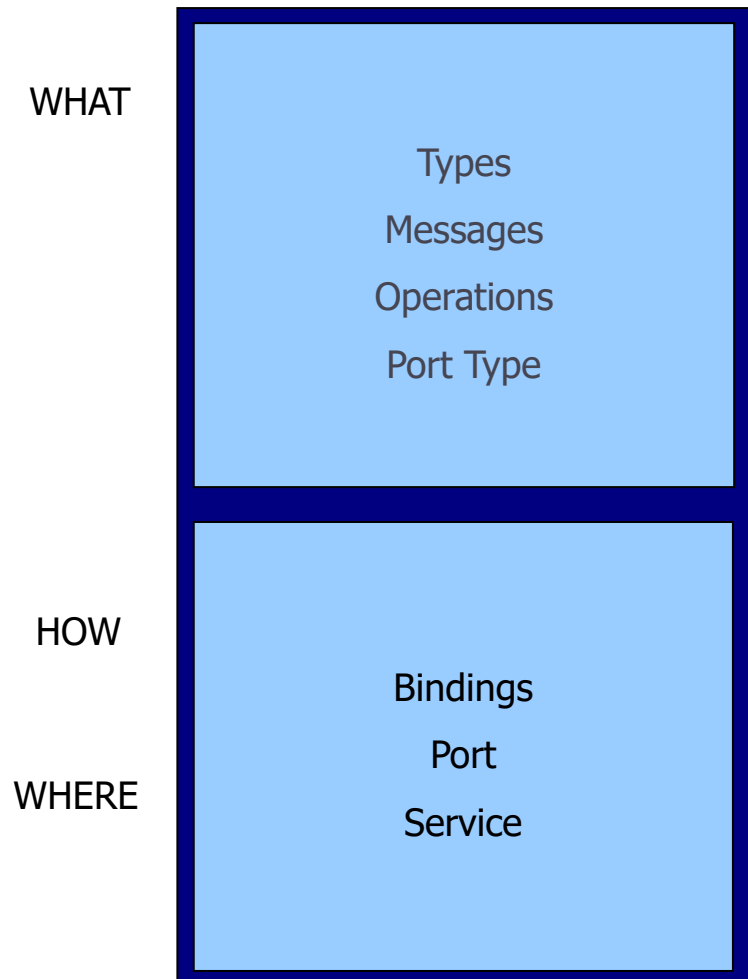 WHAT
Types
Messages
Operations
Port Type
HOW
Bindings
Port
WHERE
Service